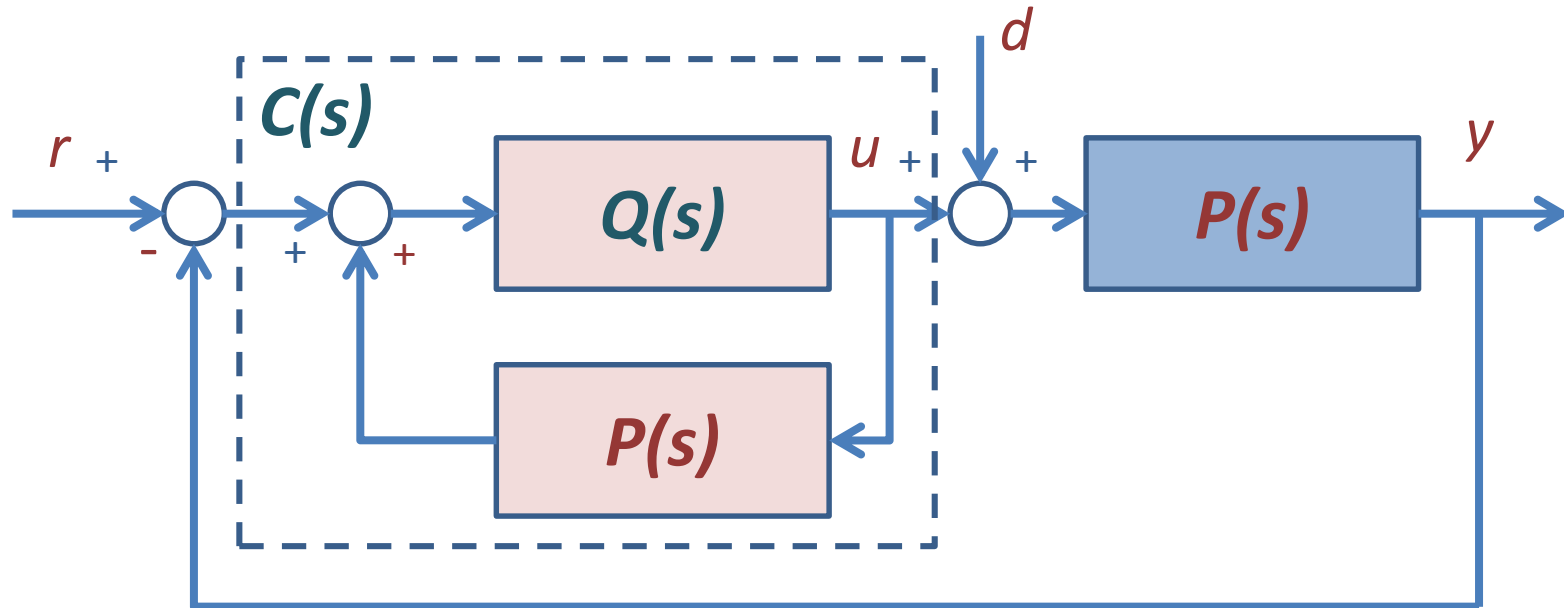 d
C(s)
r + u + +  y
Q(s) P(s)
- + +
P(s)